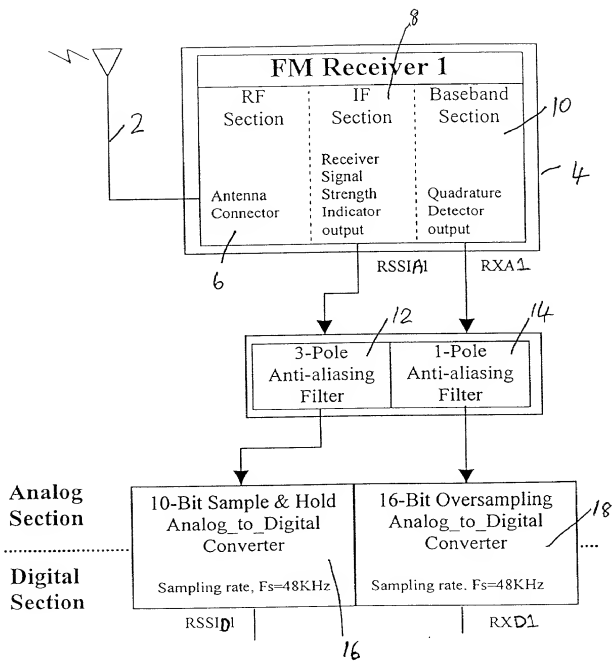 8
FM Receiver 1
RF
Section
IF
Section
Baseband
Section
10
2
4
Receiver
Signal
Strength
Indicator
output
Antenna
Connector
Quadrature
Detector
output
6
RSSIA1
RXA1
12
14
3-Pole
Anti-aliasing
Filter
1-Pole
Anti-aliasing
Filter
Analog
Section
10-Bit Sample & Hold
Analog_to_Digital
Converter
16-Bit Oversampling
Analog_to_Digital
Converter
18
Digital
Section
Sampling rate, Fs=48KHz
Sampling rate. Fs=48KHz
RSSID1
16
RXD1